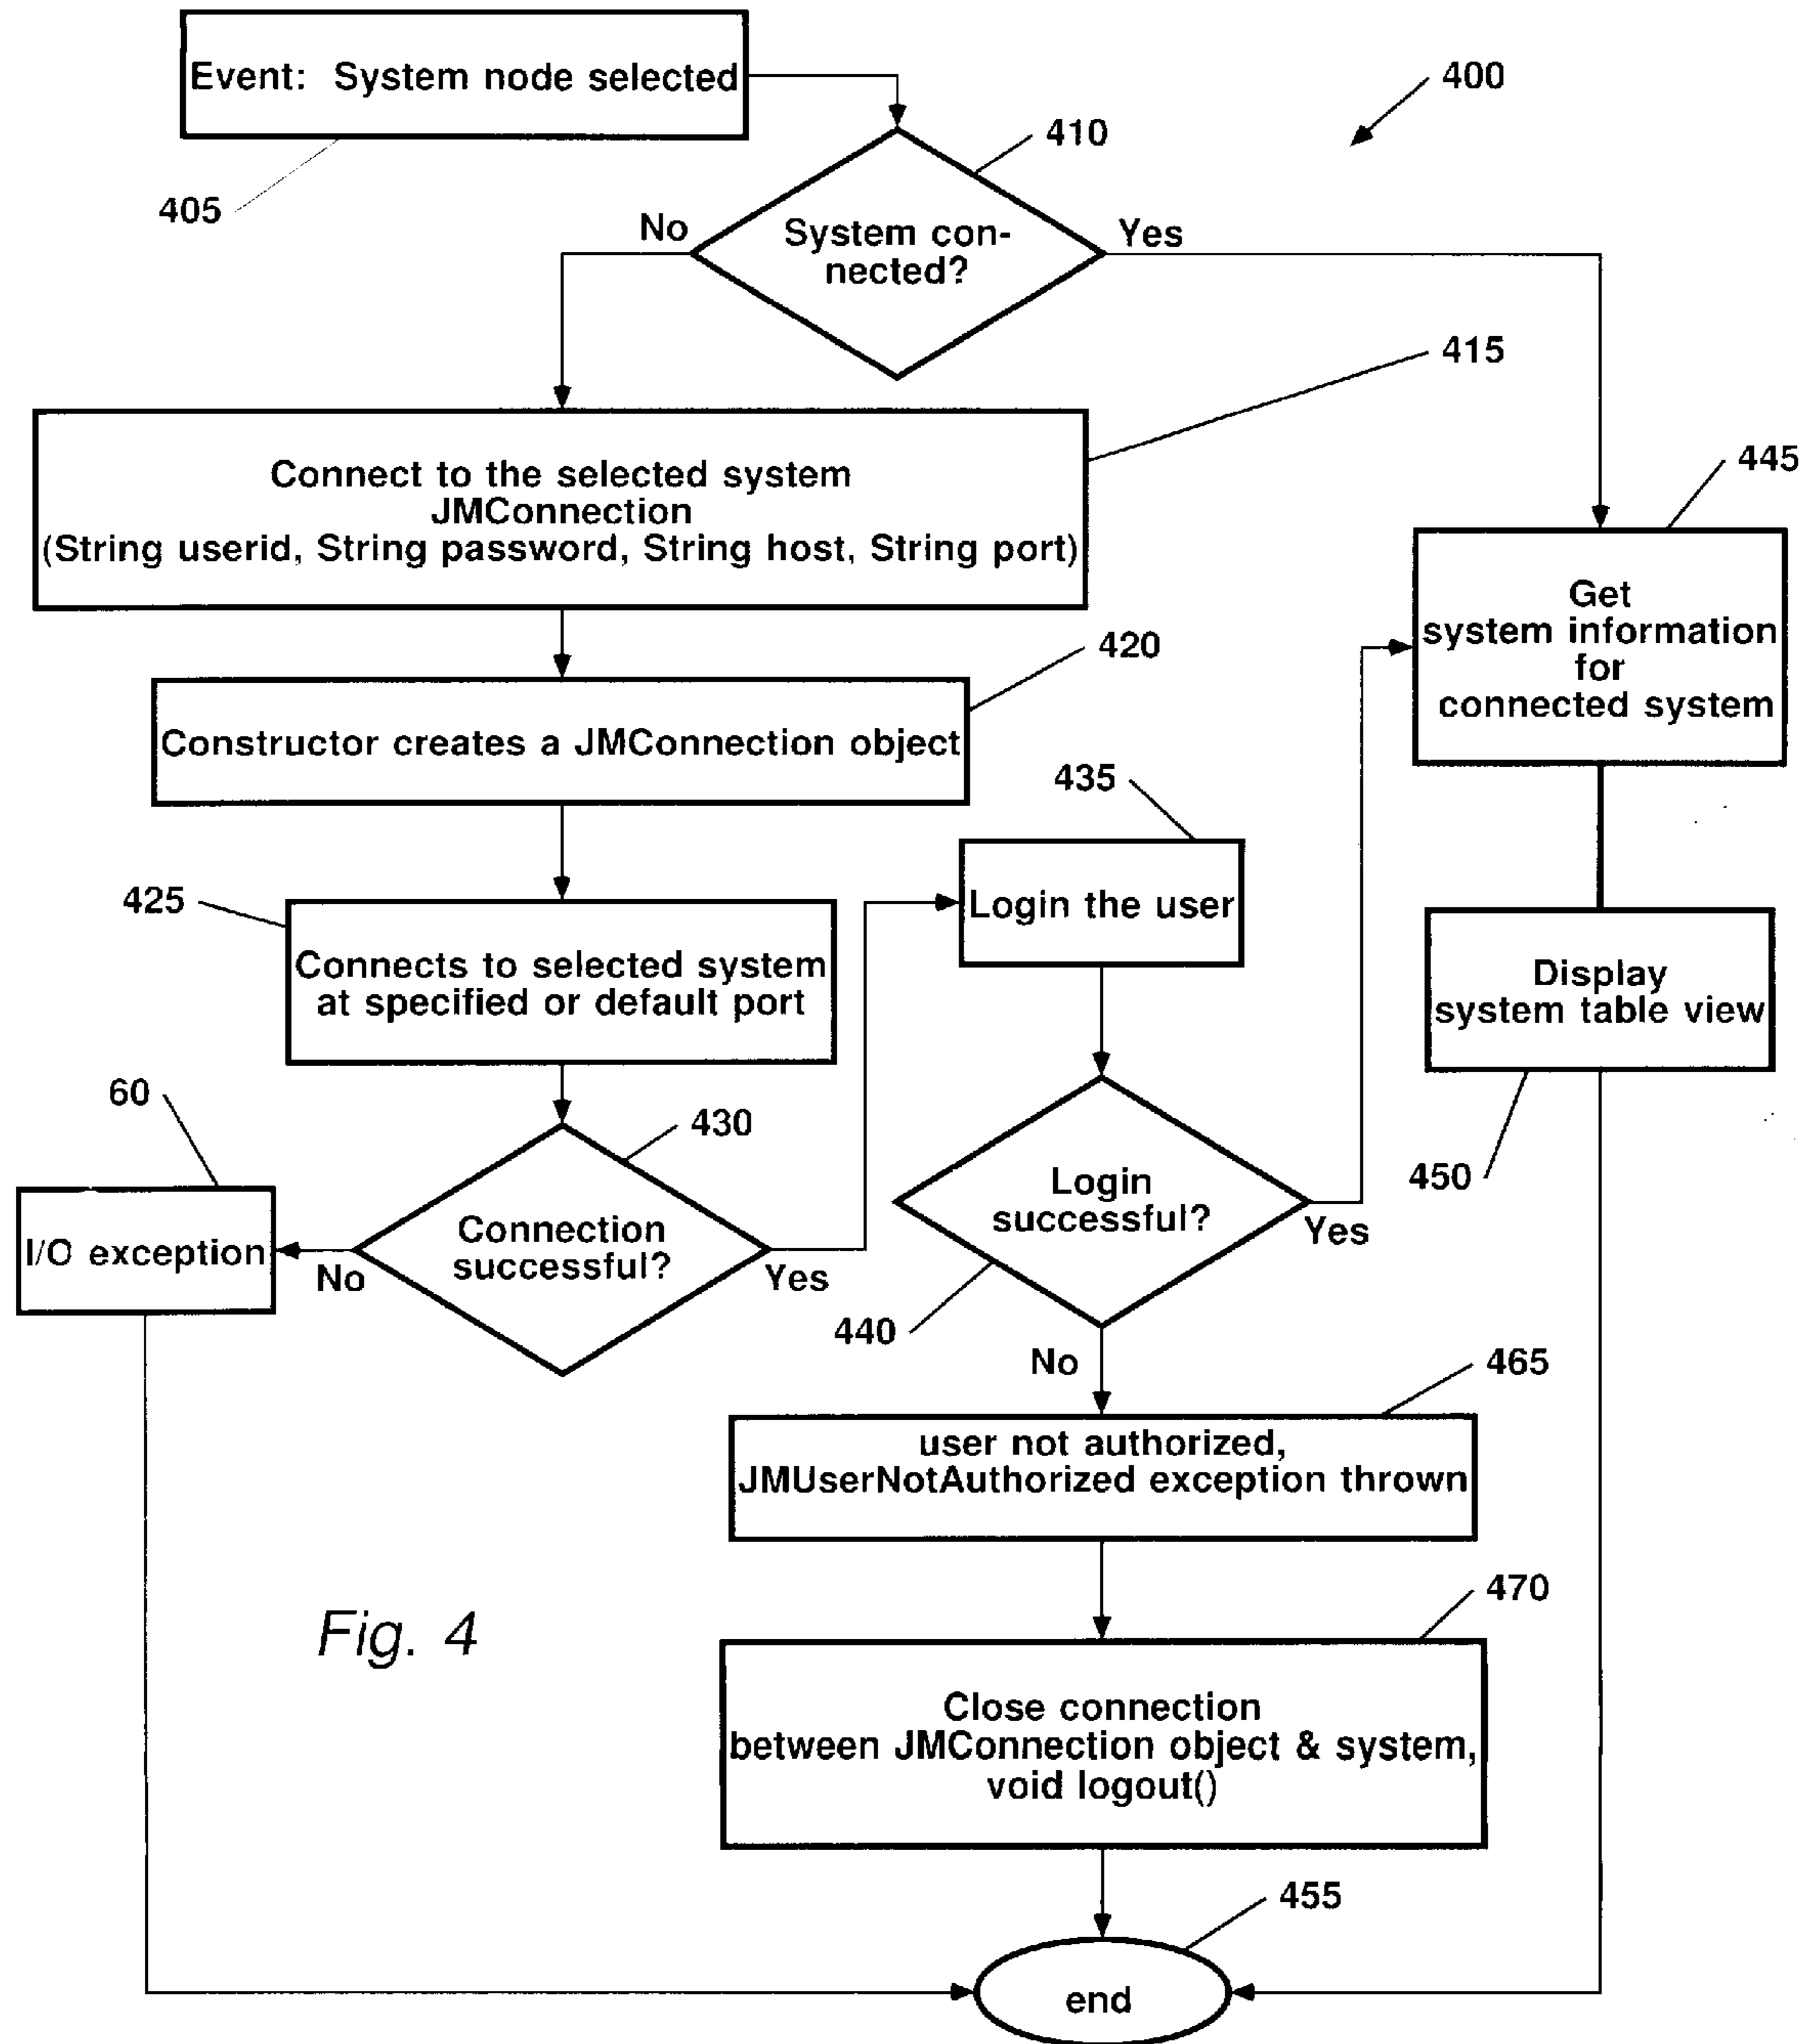 Event: System node selected
400
410
405
No
System con-
nected?
Yes
415
Connect to the selected system
JMConnection
(String userid, String password, String host, String port)
445
Get
system information
for
connected system
420
Constructor creates a JMConnection object
435
425
Login the user
Connects to selected system
at specified or default port
Display
system table view
60
430
450
Login
successful?
Yes
I/O exception
No
Connection
successful?
Yes
440
No
465
user not authorized,
JMUserNotAuthorized exception thrown
470
Fig. 4
Close connection
between JMConnection object & system,
void logout()
455
end